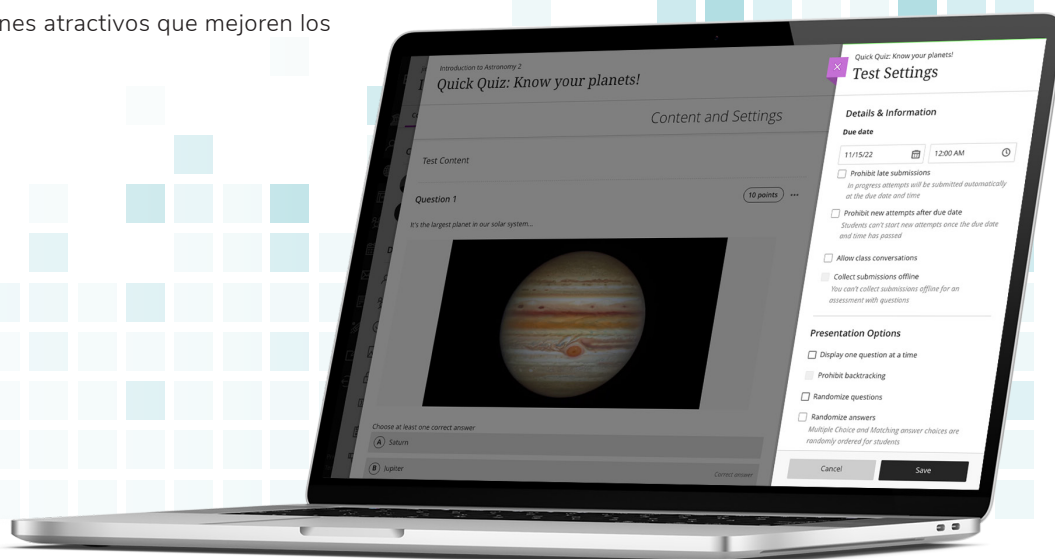 nes atractivos que mejoren los
Introduction to Astronomy 2
Quick Quiz: Know your planets!
Content and Settings
Test Content
Question 1
10 points
It's the largest planet in our solar system...
Choose at least one correct answer
A Saturn
B Jupiter
Correct answer
Quick Quiz: Know your planets!
Test Settings
Details & Information
Due date
11/15/22
12:00 AM
Prohibit late submissions
In progress attempts will be submitted automatically
at the due date and time
Prohibit new attempts after due date
Students can't start new attempts once the due date
and time has passed
Allow class conversations
Collect submissions offline
You can't collect submissions offline for an
assessment with questions
Presentation Options
Display one question at a time
Prohibit backtracking
Randomize questions
Randomize answers
Multiple Choice and Matching answer choices are
randomly ordered for students
Cancel
Save